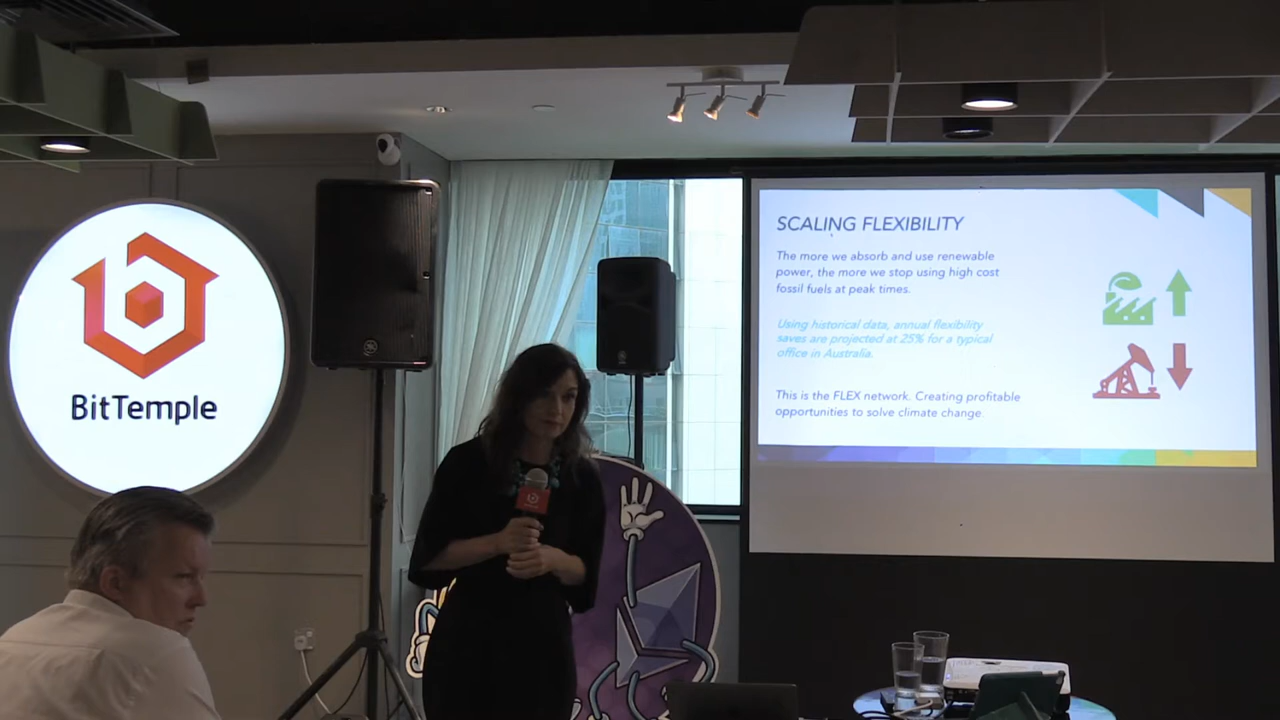 BitTemple
SCALING FLEXIBILITY
The more we absorb and use renewable
power, the more we stop using high cost
fossil fuels at peak times.
Using historical data, annual flexibility
saves are projected at 25% for a typical
office in Australia.
This is the FLEX network. Creating profitable
opportunities to solve climate change.